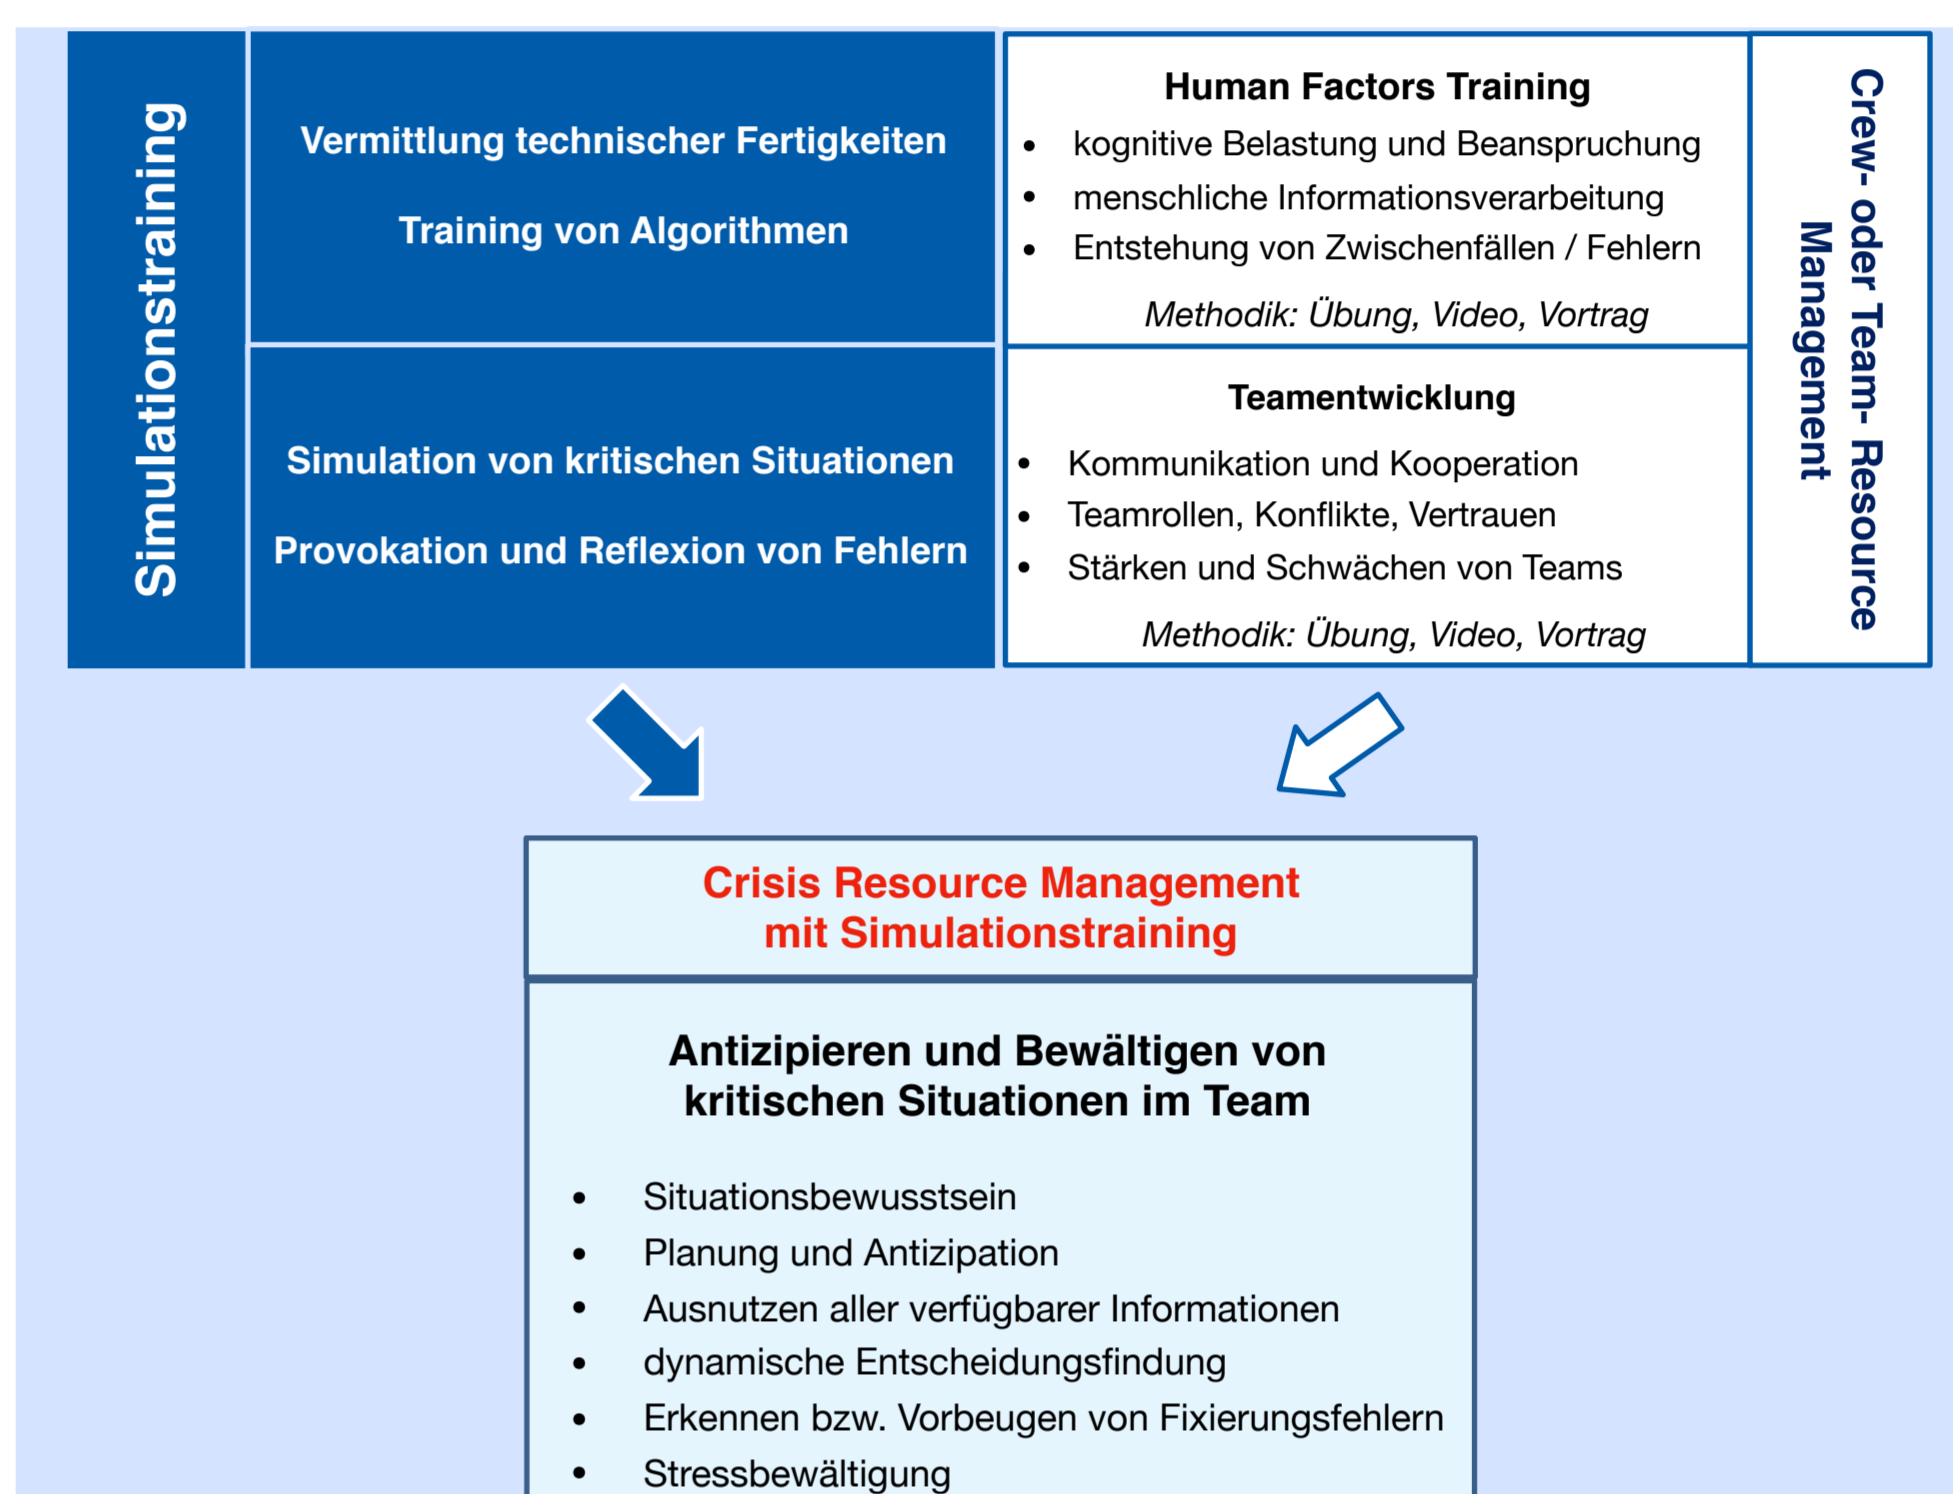 Simulationstraining
Vermittlung technischer Fertigkeiten
Training von Algorithmen
Simulation von kritischen Situationen
Provokation und Reflexion von Fehlern
Human Factors Training
• kognitive Belastung und Beanspruchung
• menschliche Informationsverarbeitung
• Entstehung von Zwischenfällen / Fehlern
Methodik: Übung, Video, Vortrag
Teamentwicklung
• Kommunikation und Kooperation
• Teamrollen, Konflikte, Vertrauen
• Stärken und Schwächen von Teams
Methodik: Übung, Video, Vortrag
Crew- oder Team- Resource
Management
Crisis Resource Management
mit Simulationstraining
Antizipieren und Bewältigen von
kritischen Situationen im Team
• Situationsbewusstsein
• Planung und Antizipation
• Ausnutzen aller verfügbarer Informationen
• dynamische Entscheidungsfindung
• Erkennen bzw. Vorbeugen von Fixierungsfehlern
• Stressbewältigung